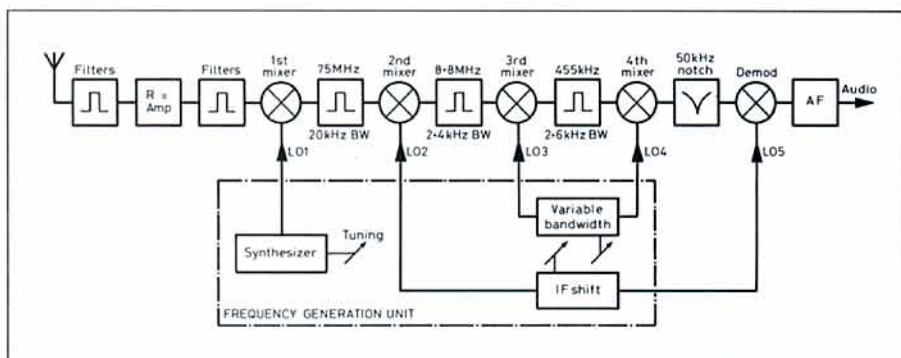 Filters
R =
Amp
Filters
1st
mixer
75MHz
20kHz BW
2nd
mixer
8·8MHz
2·4kHz BW
3rd
mixer
455kHz
2·6kHz BW
4th
mixer
50kHz
notch
Demod
AF
Audio
LO1
LO2
LO3
LO4
LO5
Synthesizer
Tuning
Variable
bandwidth
IF shift
FREQUENCY GENERATION UNIT